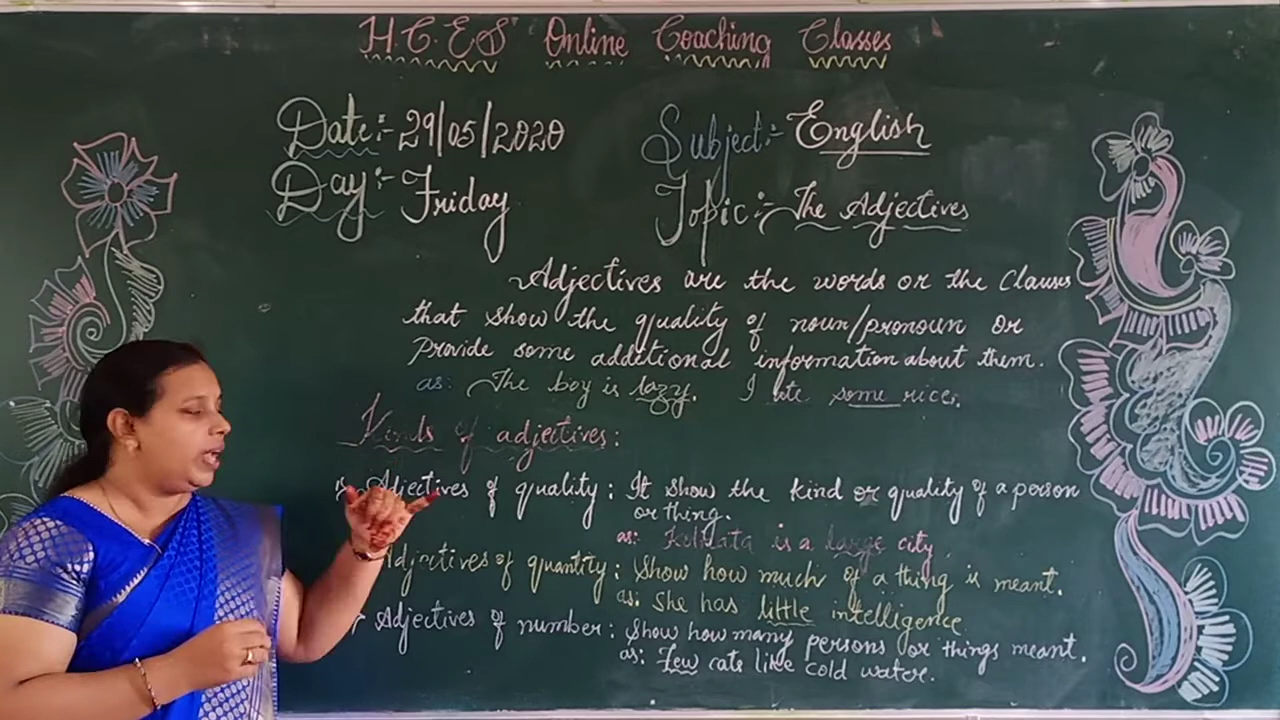 H.C.E.S Online Coaching Classes
Date:- 29/05/2020
Day:- Friday
Subject:- English
Topic:- The Adjectives
Adjectives are the words or the Clauses
that show the quality of noun/pronoun or
provide some additional information about them.
as: The boy is lazy. I ate some rice.
Kinds of adjectives:
Adjectives of quality: It show the kind or quality of a person
or thing.
as: Kolkata is a large city.
Adjectives of quantity: Show how much of a thing is meant.
as: She has little intelligence
Adjectives of number: Show how many persons or things meant.
as: Few cats like cold water.